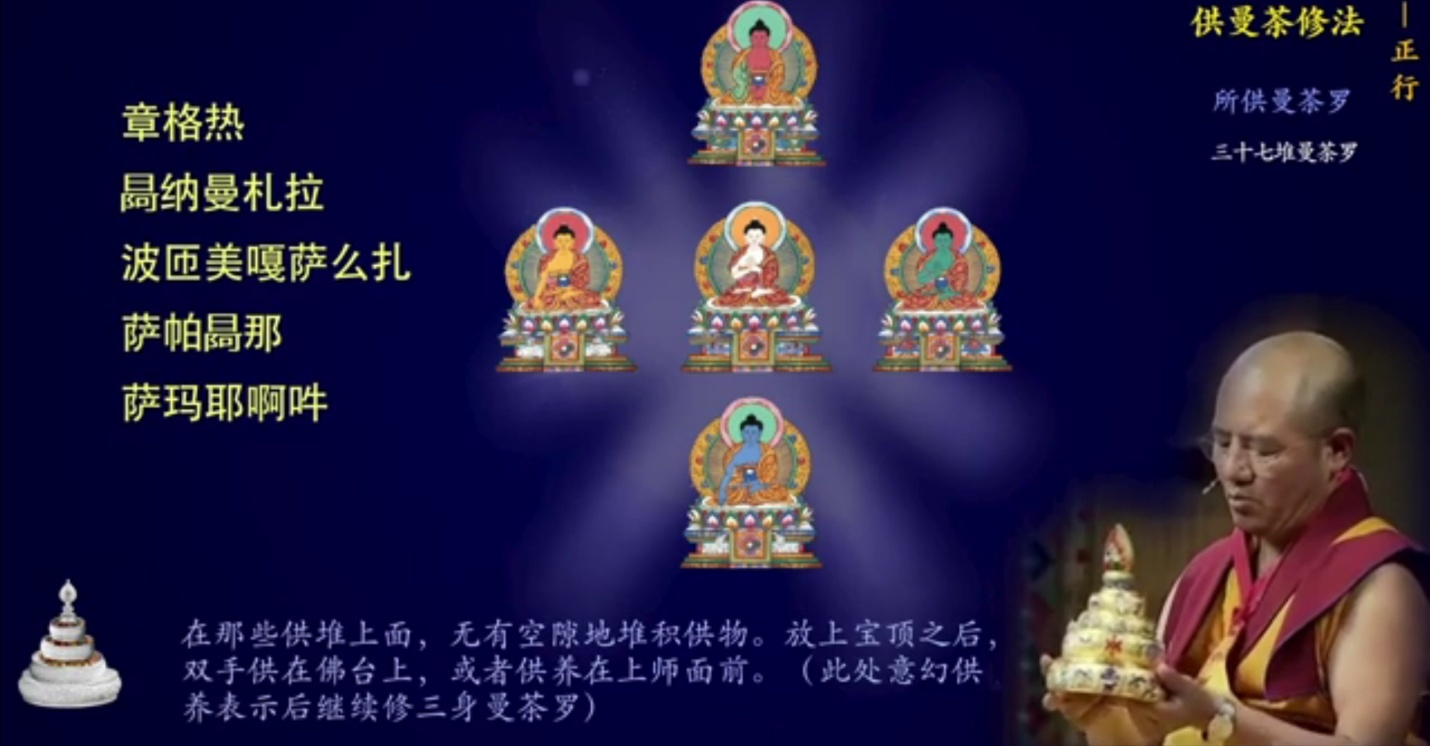 供曼茶修法
—正行
所供曼茶罗
三十七堆曼茶罗
章格热
曷纳曼札拉
波匝美嘎萨么扎
萨帕曷那
萨玛耶啊吽
在那些供堆上面，无有空隙地堆积供物。放上宝顶之后，
双手供在佛台上，或者供养在上师面前。（此处意幻供
养表示后继续修三身曼茶罗）